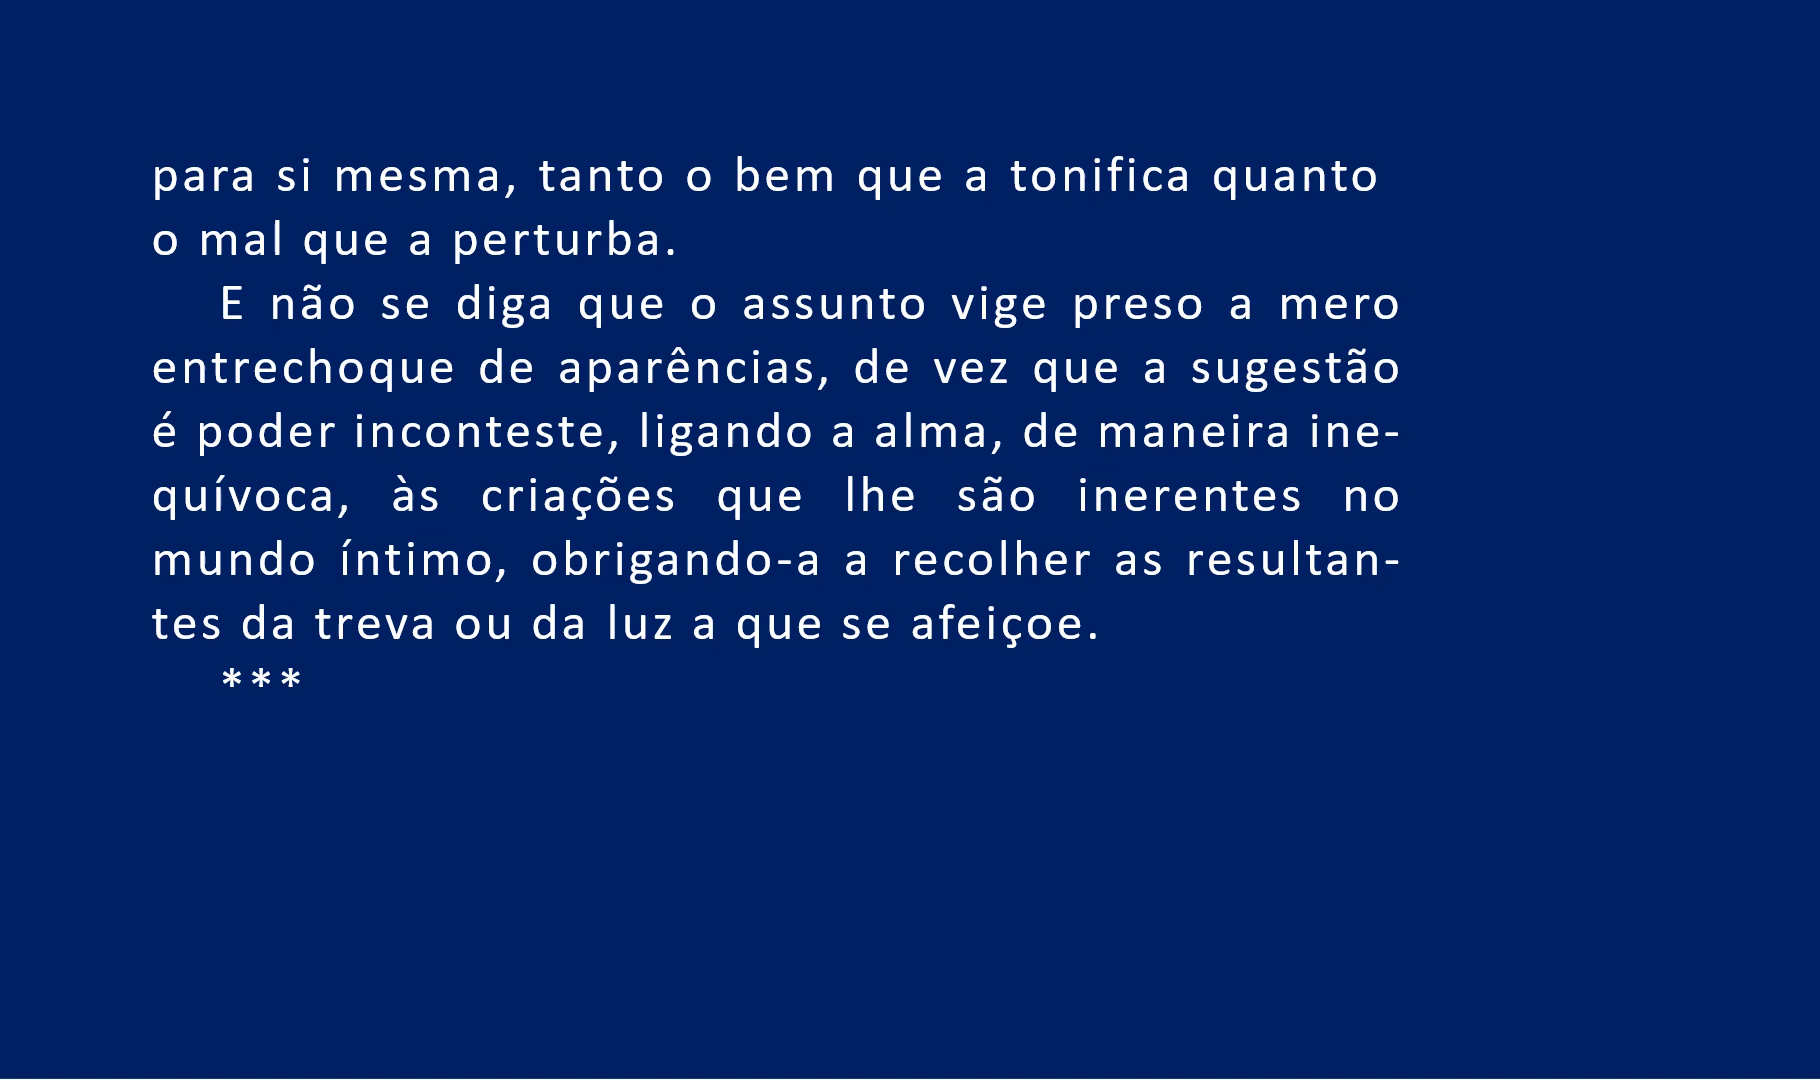 para si mesma, tanto o bem que a tonifica quanto
o mal que a perturba.
E não se diga que o assunto vige preso a mero
entrechoque de aparências, de vez que a sugestão
é poder inconteste, ligando a alma, de maneira ine-
quívoca, às criações que lhe são inerentes no
mundo íntimo, obrigando-a a recolher as resultan-
tes da treva ou da luz a que se afeiçoe.
***